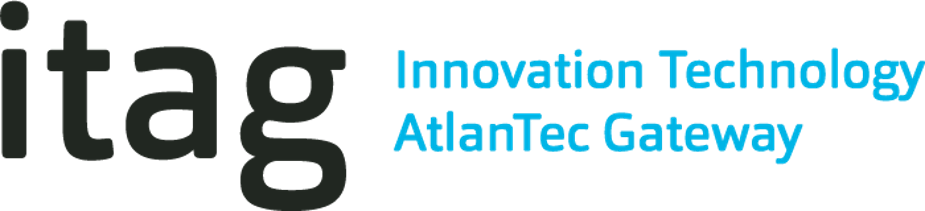 itag
Innovation Technology
AtlanTec Gateway